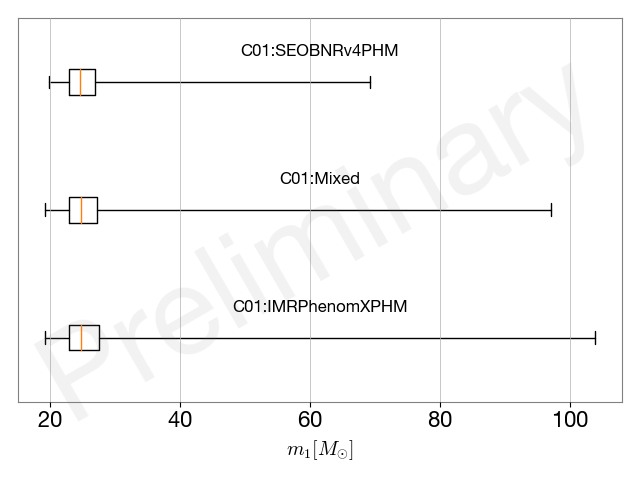 C01:SEOBNRv4PHM
C01:Mixed
C01:IMRPhenomXPHM
Preliminary
20 40 60 80 100
m₁[M☉]